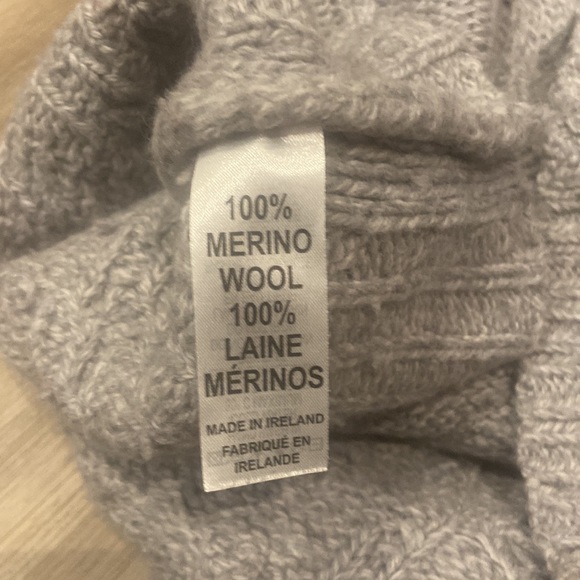 100%
MERINO
WOOL
100%
LAINE
MÉRINOS
MADE IN IRELAND
FABRIQUÉ EN
IRELANDE